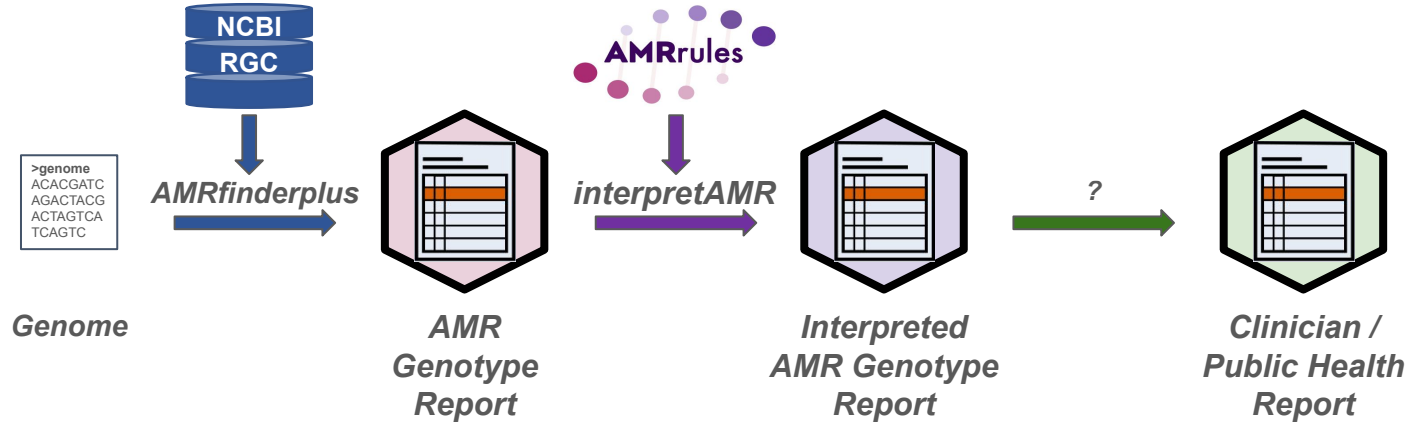 NCBI
RGC
AMRrules
>genome
ACACGATC
AGACTACG
ACTAGTCA
TCAGTC
AMRfinderplus
interpretAMR
?
Genome
AMR
Genotype
Report
Interpreted
AMR Genotype
Report
Clinician /
Public Health
Report